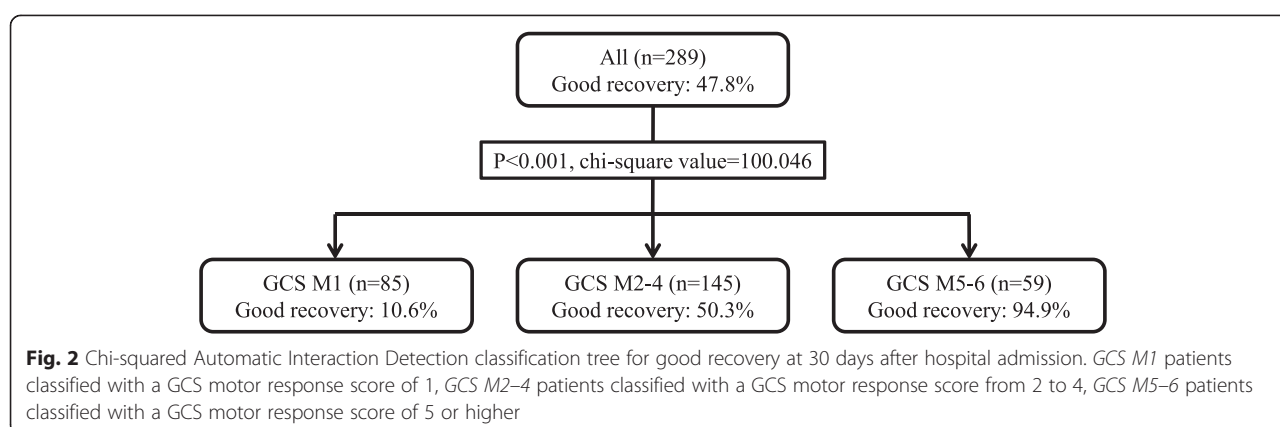 All (n=289)
Good recovery: 47.8%
P<0.001, chi-square value=100.046
GCS M1 (n=85)
Good recovery: 10.6%
GCS M2-4 (n=145)
Good recovery: 50.3%
GCS M5-6 (n=59)
Good recovery: 94.9%
Fig. 2 Chi-squared Automatic Interaction Detection classification tree for good recovery at 30 days after hospital admission. GCS M1 patients
classified with a GCS motor response score of 1, GCS M2–4 patients classified with a GCS motor response score from 2 to 4, GCS M5–6 patients
classified with a GCS motor response score of 5 or higher